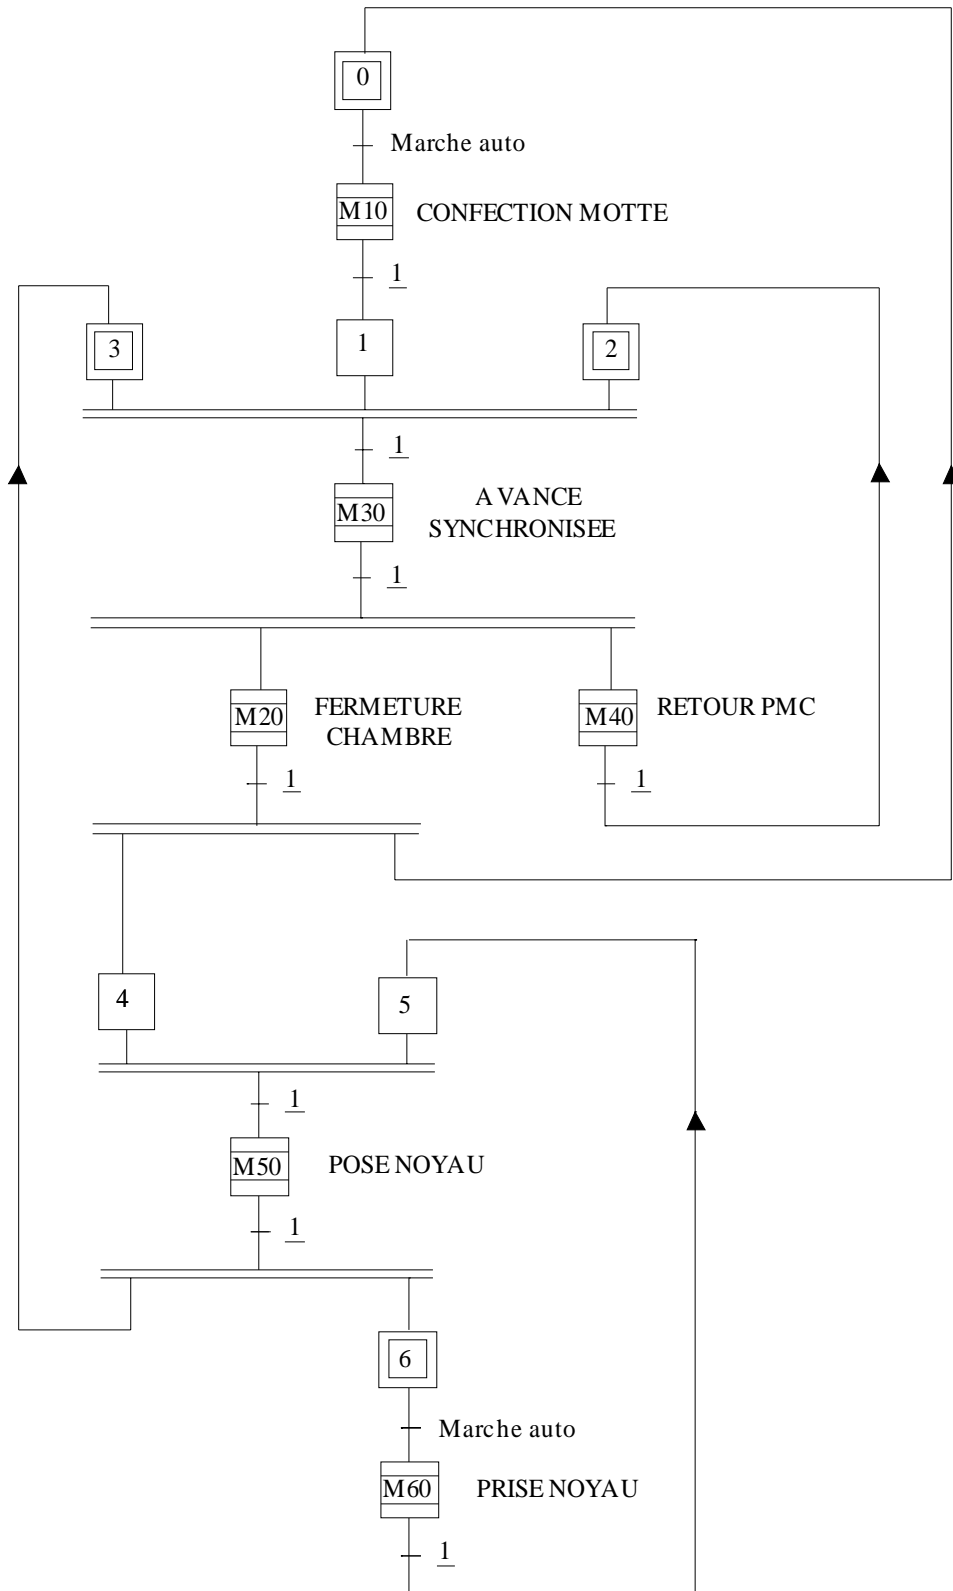 0
Marche auto
M10 CONFECTION MOTTE
1
3 1 2
1
M30 AVANCE
SYNCHRONISEE
1
M20 FERMETURE
CHAMBRE
M40 RETOUR PMC
1 1
4 5
1
M50 POSE NOYAU
1
6
Marche auto
M60 PRISE NOYAU
1